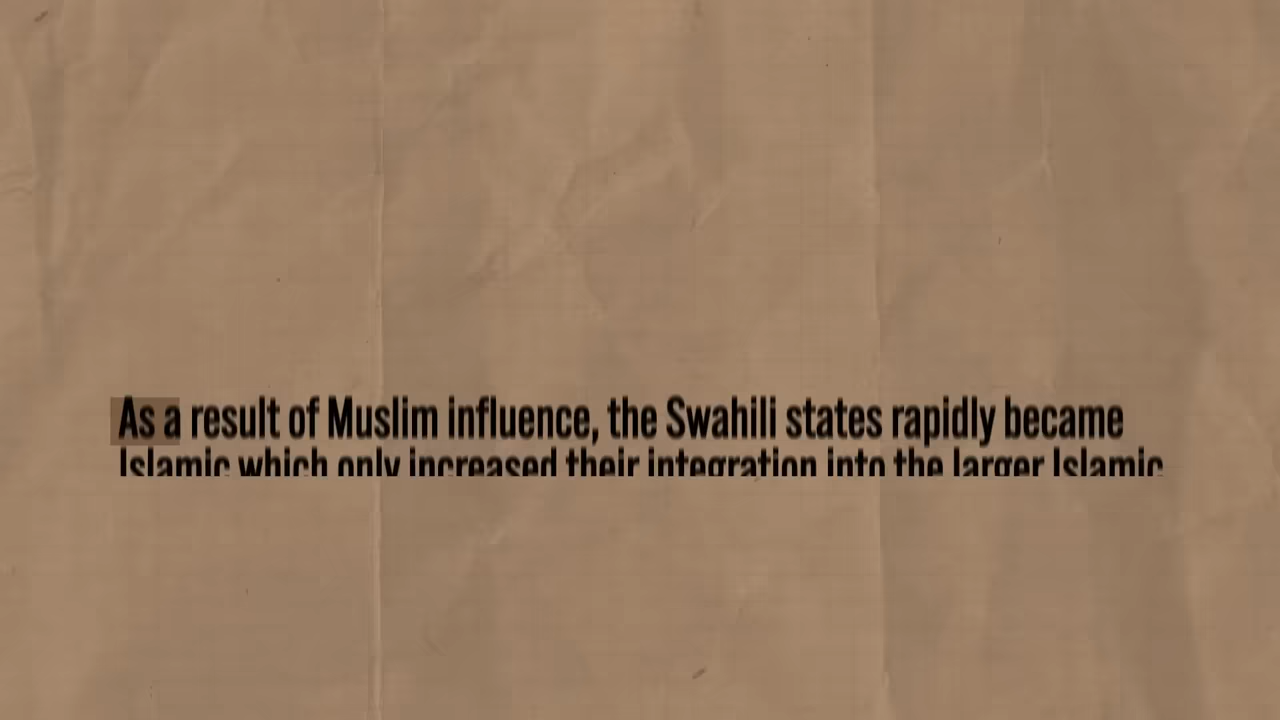 As a result of Muslim influence, the Swahili states rapidly became
Islamic which only increased their integration into the larger Islamic